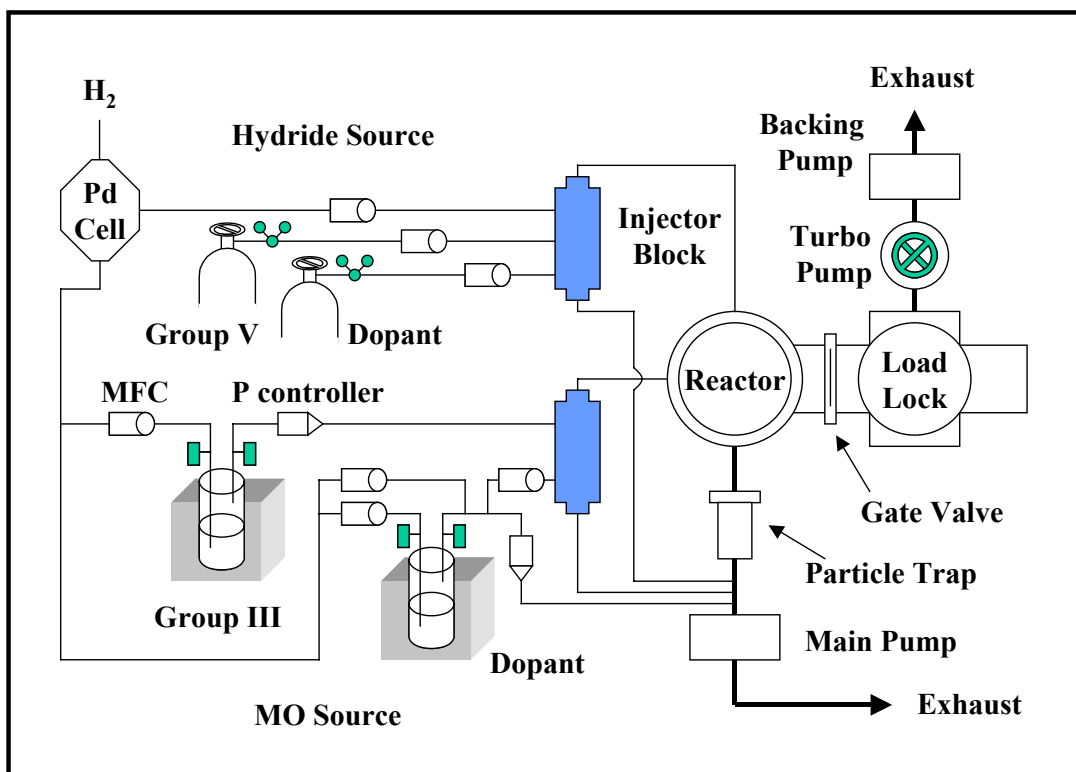 H₂
Exhaust
Backing
Pump
Hydride Source
Pd
Cell
Injector
Block
Turbo
Pump
Group V
Dopant
Reactor
Load
Lock
MFC
P controller
Gate Valve
Particle Trap
Group III
Dopant
Main Pump
MO Source
Exhaust